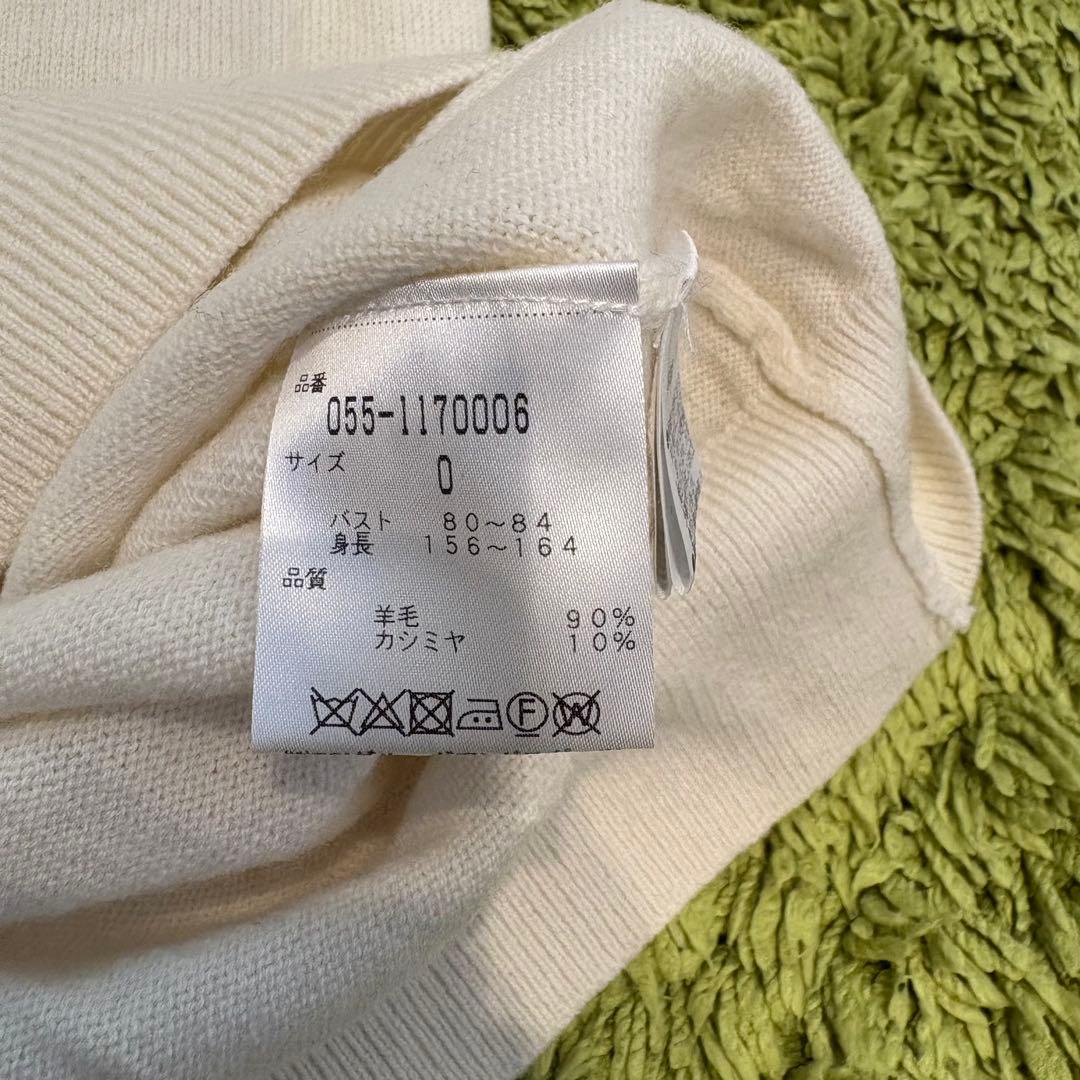 品番
055-1170006
サイズ 0
バスト 80～84
身長 156～164
品質
羊毛 90%
カシミヤ 10%
F W